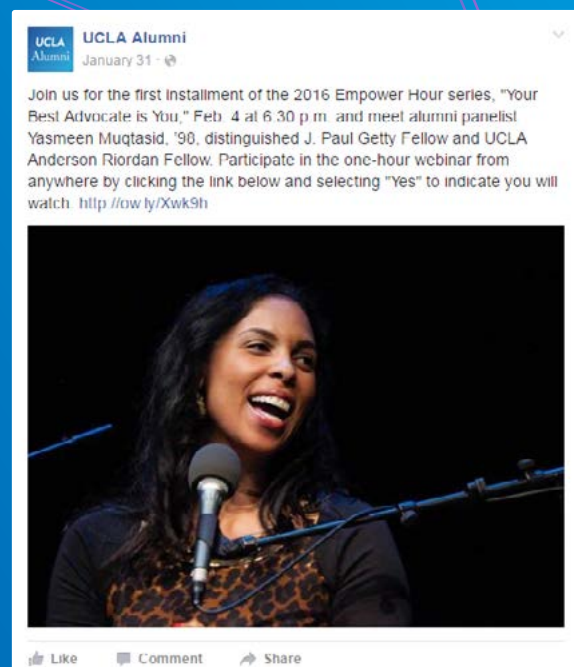 UCLA
Alumni
UCLA Alumni
January 31 ·
Join us for the first installment of the 2016 Empower Hour series, "Your
Best Advocate is You," Feb. 4 at 6.30 p.m. and meet alumni panelist
Yasmeen Muqtasid, '98, distinguished J. Paul Getty Fellow and UCLA
Anderson Riordan Fellow. Participate in the one-hour webinar from
anywhere by clicking the link below and selecting "Yes" to indicate you will
watch. http://ow.ly/Xwk9h
Like Comment Share